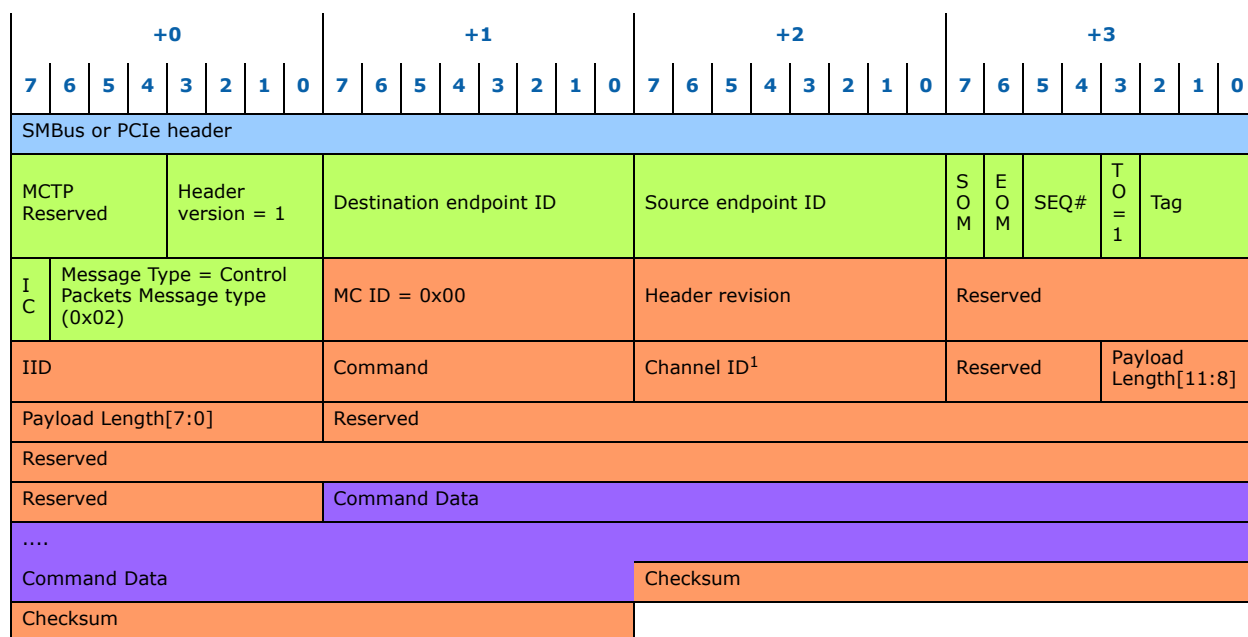 +0 +1 +2 +3
7 6 5 4 3 2 1 0 7 6 5 4 3 2 1 0 7 6 5 4 3 2 1 0 7 6 5 4 3 2 1 0
SMBus or PCIe header
MCTP
Reserved
Header
version = 1
Destination endpoint ID
Source endpoint ID
S
O
M
E
O
M
SEQ#
T
O
=
1
Tag
I
C
Message Type = Control
Packets Message type
(0x02)
MC ID = 0x00
Header revision
Reserved
IID
Command
Channel ID1
Reserved
Payload
Length[11:8]
Payload Length[7:0]
Reserved
Reserved
Reserved
Command Data
....
Command Data
Checksum
Checksum